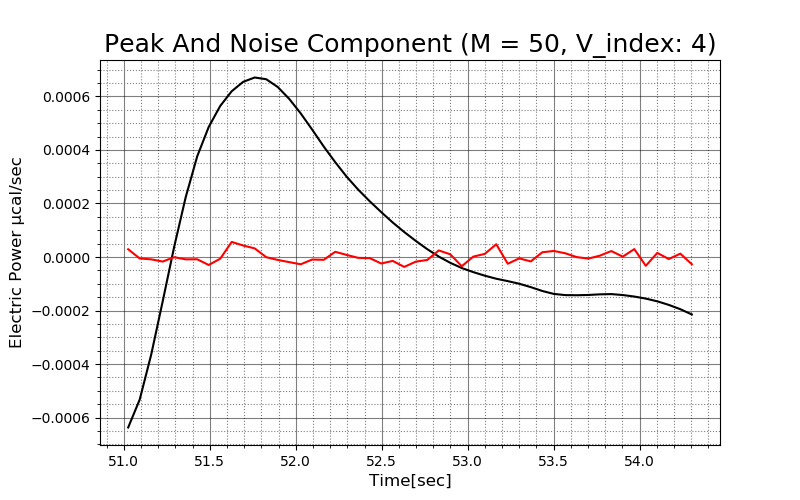 Peak And Noise Component (M = 50, V_index: 4)
0.0006
0.0004
0.0002
0.0000
−0.0002
−0.0004
−0.0006
Electric Power μcal/sec
51.0 51.5 52.0 52.5 53.0 53.5 54.0
Time[sec]